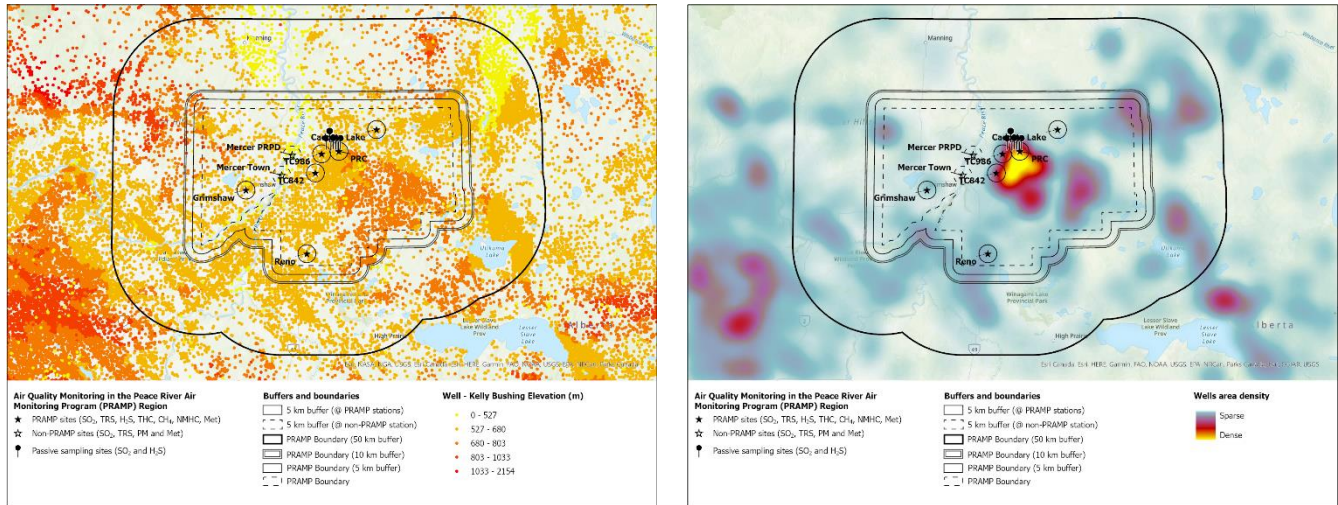 Manning
Mercer PRPD
TC986
PRC
Mercer Town
TC842
Grimshaw
Reno
Utikuma
Lake
High Prairie
Lesser Slave
Lake Wildland
Prov
Lesser
Slave
Lake
Air Quality Monitoring in the Peace River Air
Monitoring Program (PRAMP) Region
PRAMP sites (SO₂, TRS, H₂S, THC, CH₄, NMHC, Met)
Non-PRAMP sites (SO₂, TRS, PM and Met)
Passive sampling sites (SO₂ and H₂S)
Buffers and boundaries
5 km buffer (@ PRAMP stations)
5 km buffer (@ non-PRAMP station)
PRAMP Boundary (50 km buffer)
PRAMP Boundary (10 km buffer)
PRAMP Boundary (5 km buffer)
PRAMP Boundary
Well - Kelly Bushing Elevation (m)
0 - 527
527 - 680
680 - 803
803 - 1033
1033 - 2154
Manning
Mercer PRPD
TC986
PRC
Mercer Town
TC842
Grimshaw
Reno
Utikuma
Lake
Winagami Lake
Provincial Park
High Prairie
Lesser Slave
Lake Wildland
Prov
Lesser
Slave
Lake
lberta
Air Quality Monitoring in the Peace River Air
Monitoring Program (PRAMP) Region
PRAMP sites (SO₂, TRS, H₂S, THC, CH₄, NMHC, Met)
Non-PRAMP sites (SO₂, TRS, PM and Met)
Passive sampling sites (SO₂ and H₂S)
Buffers and boundaries
5 km buffer (@ PRAMP stations)
5 km buffer (@ non-PRAMP station)
PRAMP Boundary (50 km buffer)
PRAMP Boundary (10 km buffer)
PRAMP Boundary (5 km buffer)
PRAMP Boundary
Wells area density
Sparse
Dense